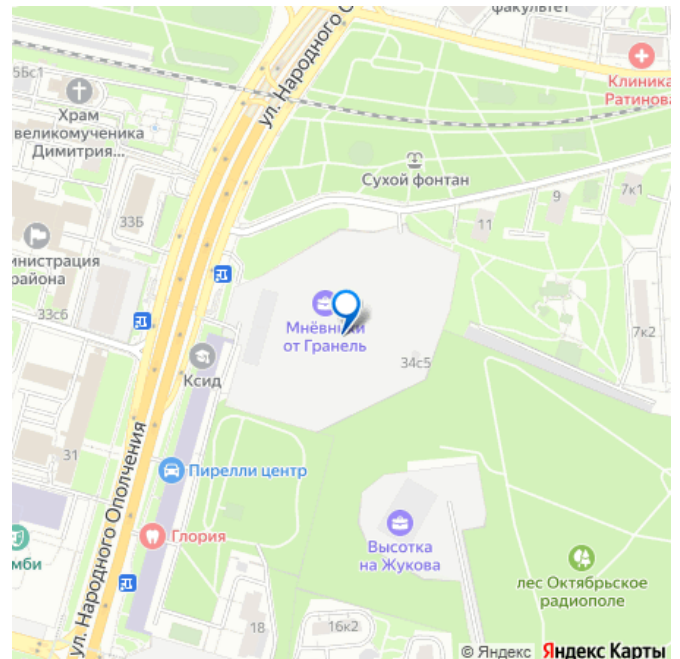 факультет
Клиника
Ратинова
ул. Народного О
55Бс.1
Храм
великомученика
Димитрия...
Сухой фонтан
7к1
9
11
33Б
министрация
района
Мнёвники
от Гранель
33с6
34с5
7к2
Ксид
31
Пирелли центр
ул. Народного Ополчения
Глория
Высотка
на Жукова
мби
лес Октябрьское
радиополе
18
16к2
© Яндекс Яндекс Карты